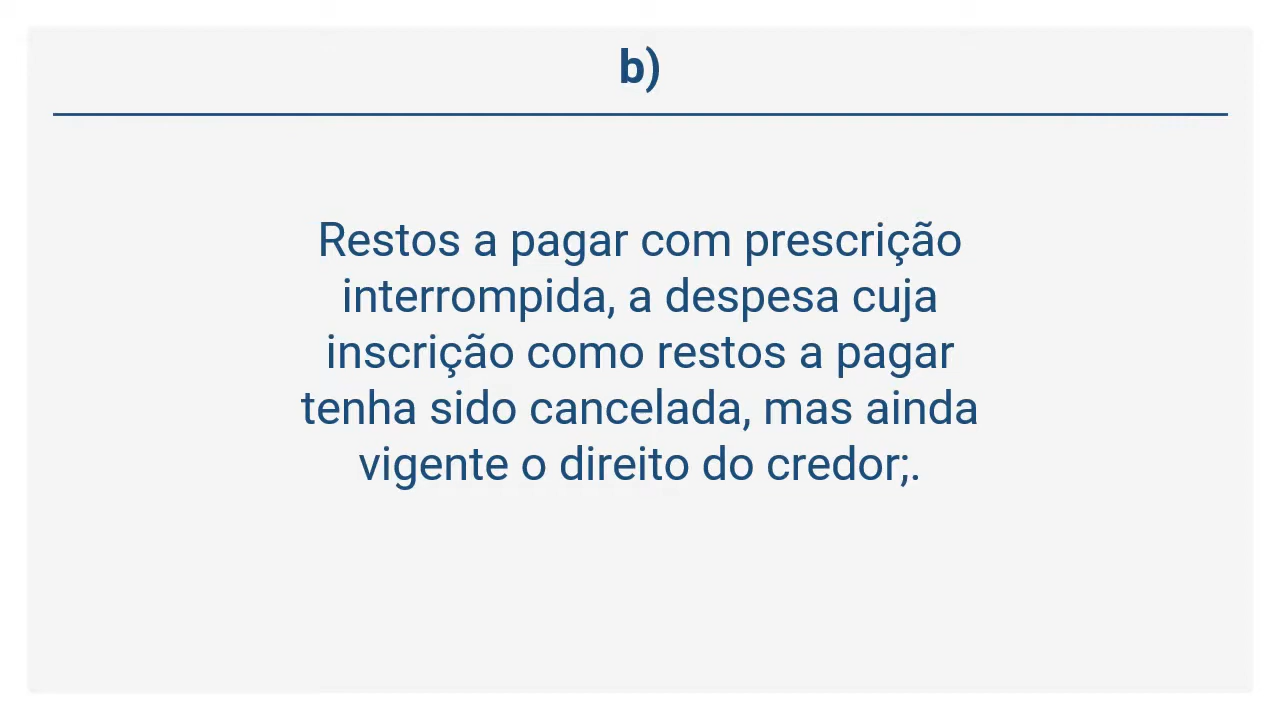 b)
Restos a pagar com prescrição
interrompida, a despesa cuja
inscrição como restos a pagar
tenha sido cancelada, mas ainda
vigente o direito do credor;.